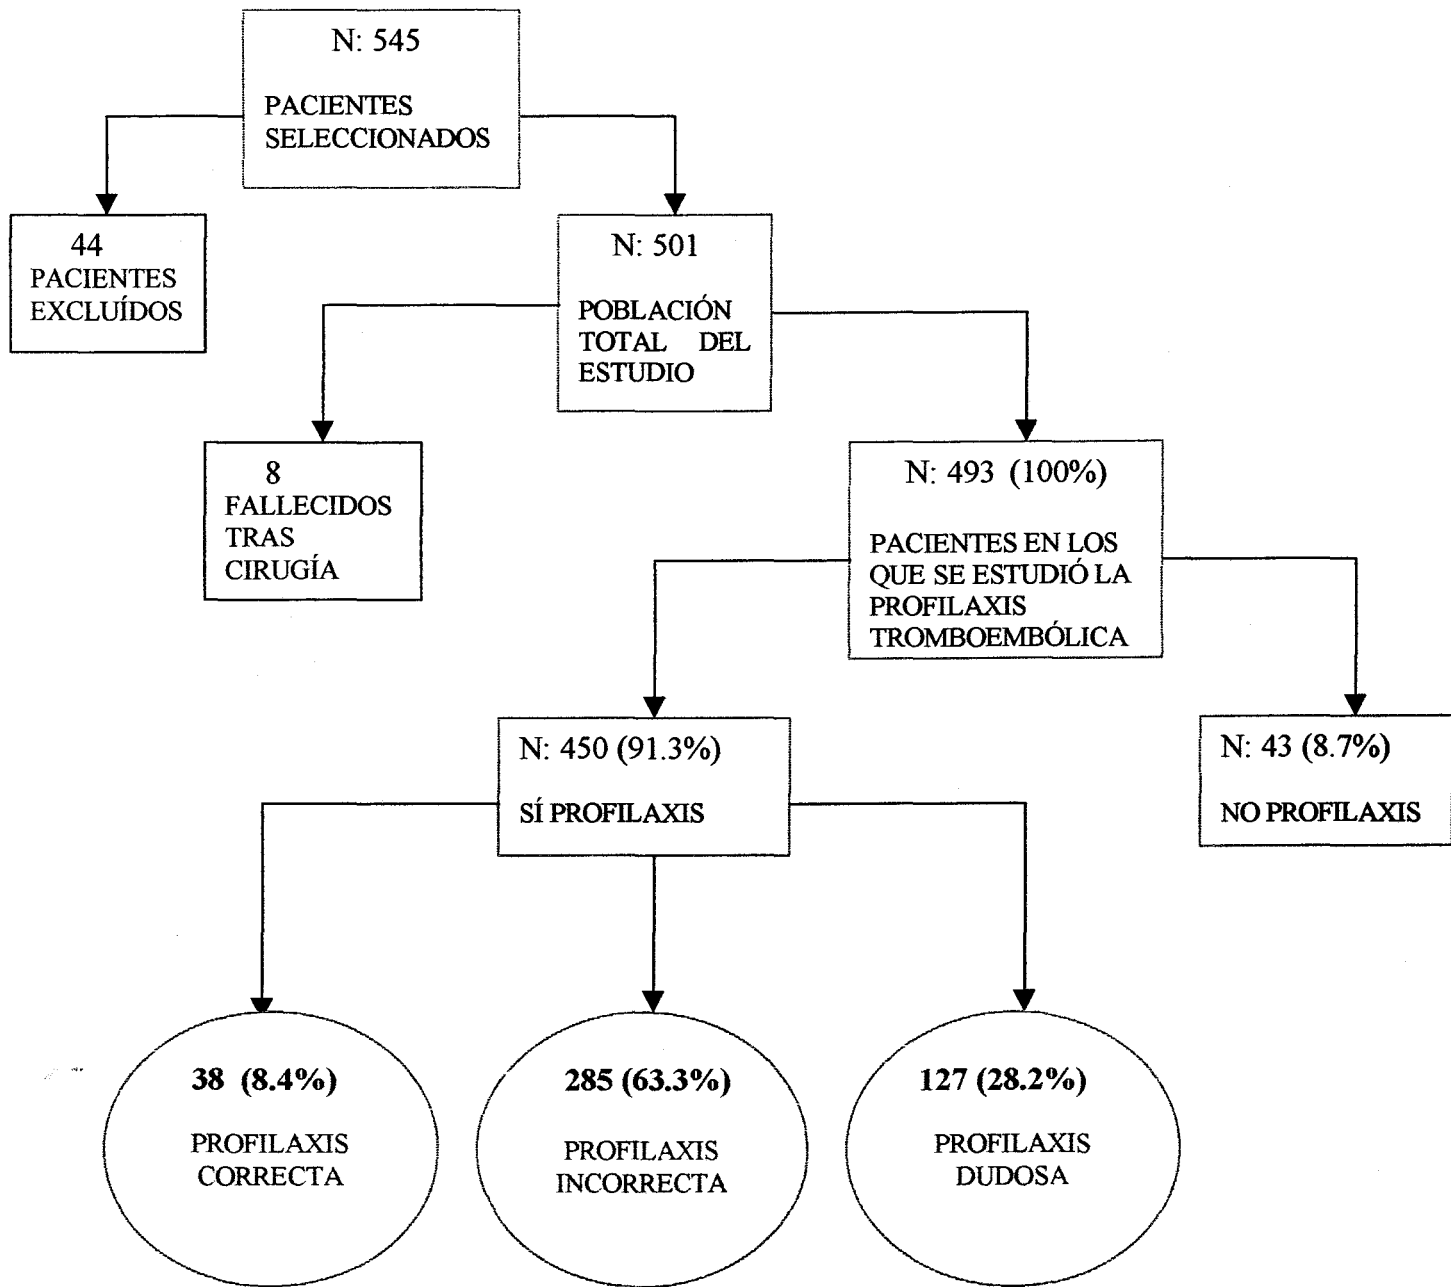 N: 545
PACIENTES
SELECCIONADOS
44
PACIENTES
EXCLUÍDOS
N: 501
POBLACIÓN
TOTAL DEL
ESTUDIO
8
FALLECIDOS
TRAS
CIRUGÍA
N: 493 (100%)
PACIENTES EN LOS
QUE SE ESTUDIÓ LA
PROFILAXIS
TROMBOEMBÓLICA
N: 450 (91.3%)
SÍ PROFILAXIS
N: 43 (8.7%)
NO PROFILAXIS
38 (8.4%)
PROFILAXIS
CORRECTA
285 (63.3%)
PROFILAXIS
INCORRECTA
127 (28.2%)
PROFILAXIS
DUDOSA